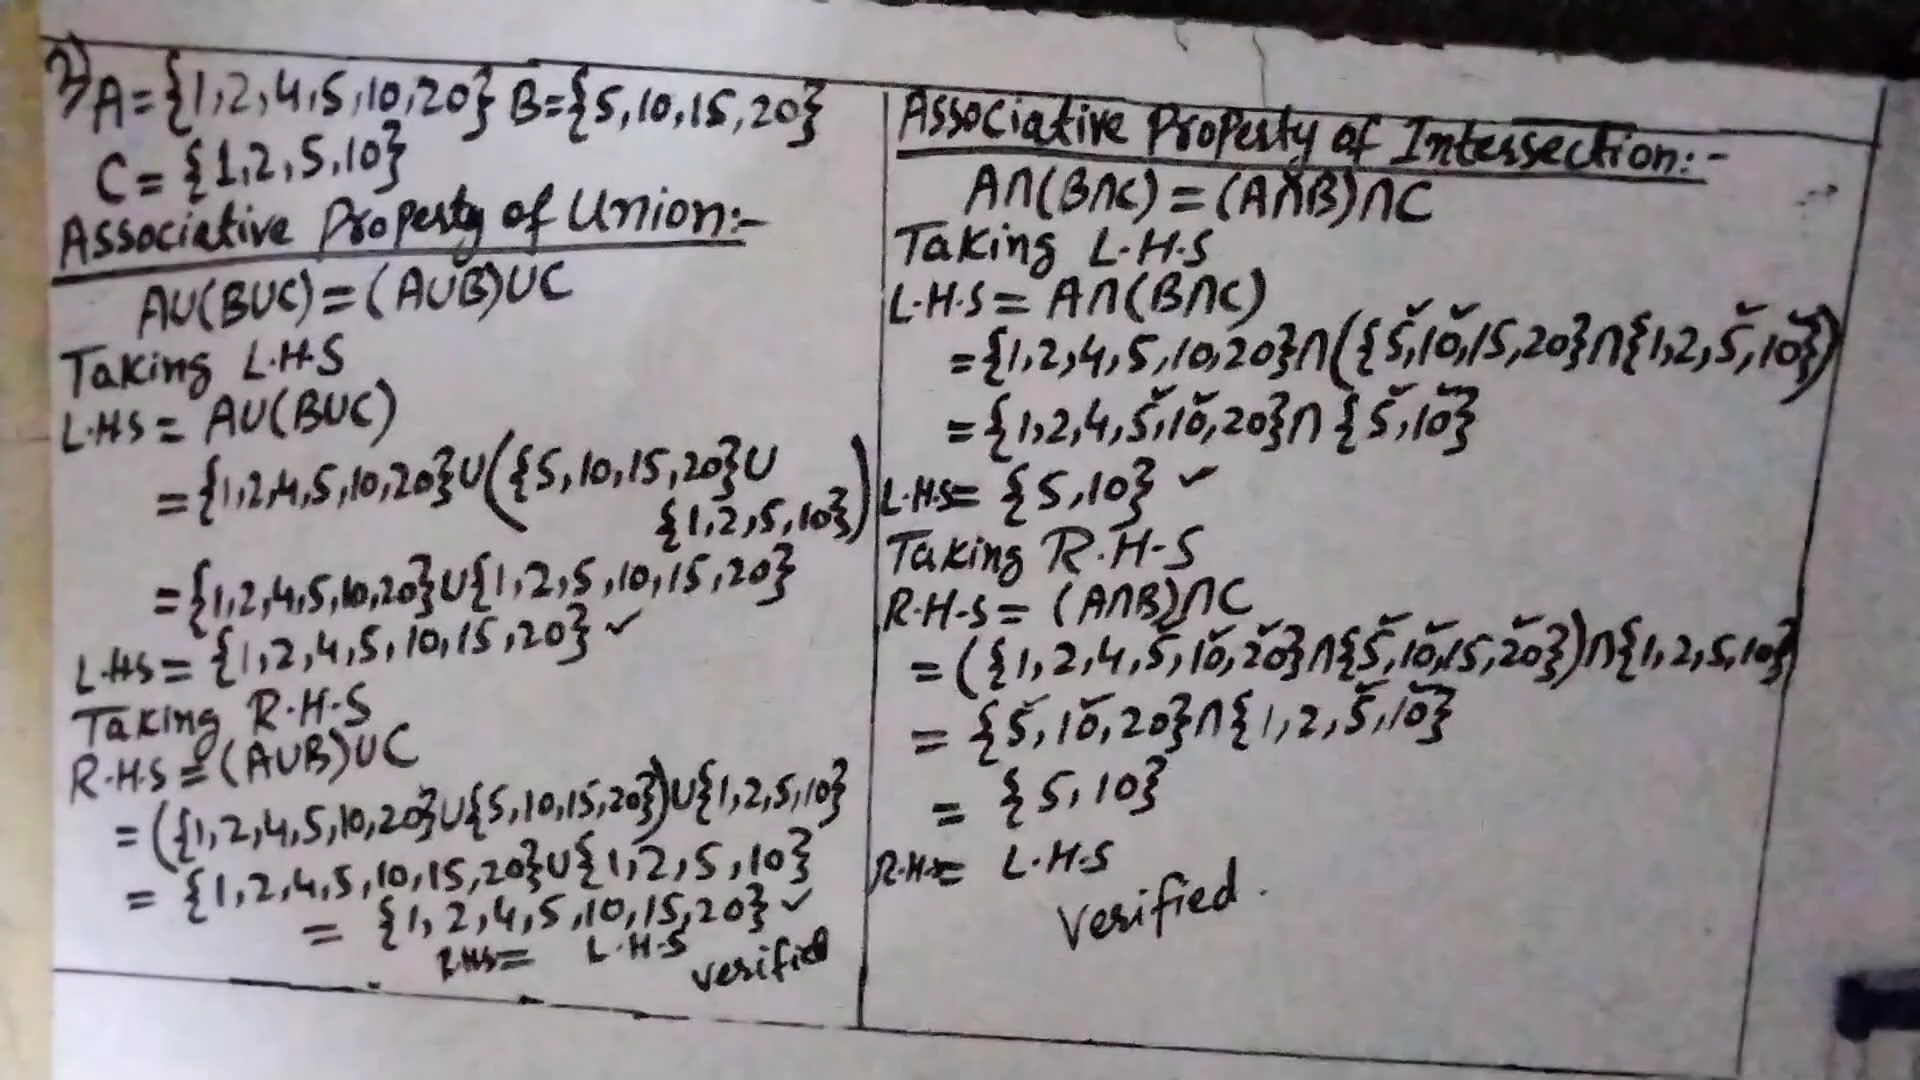 3) A={1,2,4,5,10,20} B={5,10,15,20}
C={1,2,5,10}
Associative Property of Union:-
A∪(B∪C)=(A∪B)∪C
Taking L.H.S
L.H.S = A∪(B∪C)
={1,2,4,5,10,20}∪({5,10,15,20}∪
{1,2,5,10})
={1,2,4,5,10,20}∪{1,2,5,10,15,20}
L.H.S = {1,2,4,5,10,15,20} ✓
Taking R.H.S
R.H.S = (A∪B)∪C
= ({1,2,4,5,10,20}∪{5,10,15,20})∪{1,2,5,10}
= {1,2,4,5,10,15,20}∪{1,2,5,10}
= {1,2,4,5,10,15,20} ✓
R.H.S = L.H.S
verified
Associative Property of Intersection:-
A∩(B∩C)=(A∩B)∩C
Taking L.H.S
L.H.S = A∩(B∩C)
={1,2,4,5,10,20}∩({5,10,15,20}∩{1,2,5,10})
={1,2,4,5,10,20}∩{5,10}
L.H.S = {5,10} ✓
Taking R.H.S
R.H.S = (A∩B)∩C
= ({1,2,4,5,10,20}∩{5,10,15,20})∩{1,2,5,10}
= {5,10,20}∩{1,2,5,10}
= {5,10}
R.H.S = L.H.S
Verified.